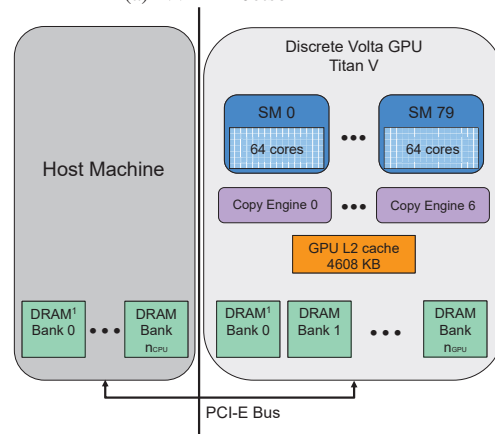 Discrete Volta GPU
Titan V
SM 0
64 cores
•••
SM 79
64 cores
Host Machine
Copy Engine 0
•••
Copy Engine 6
GPU L2 cache
4608 KB
DRAM¹
Bank 0
•••
DRAM
Bank
nCPU
DRAM¹
Bank 0
DRAM
Bank 1
•••
DRAM
Bank
nGPU
PCI-E Bus